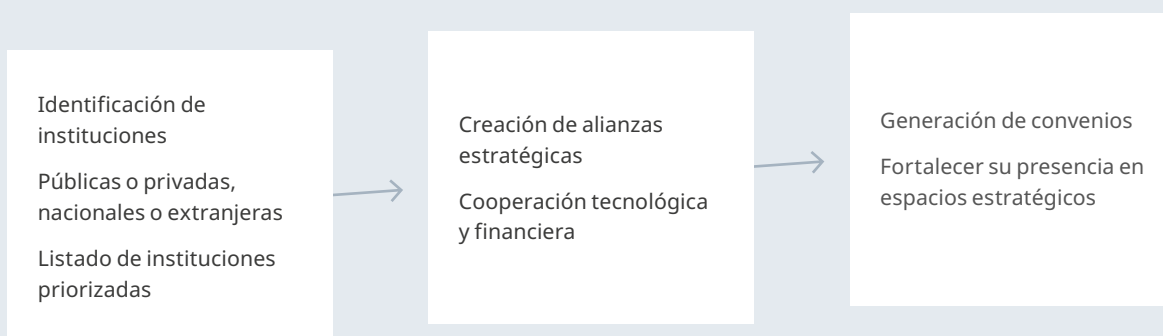 Identificación de
instituciones
Públicas o privadas,
nacionales o extranjeras
Listado de instituciones
priorizadas
Creación de alianzas
estratégicas
Cooperación tecnológica
y financiera
Generación de convenios
Fortalecer su presencia en
espacios estratégicos